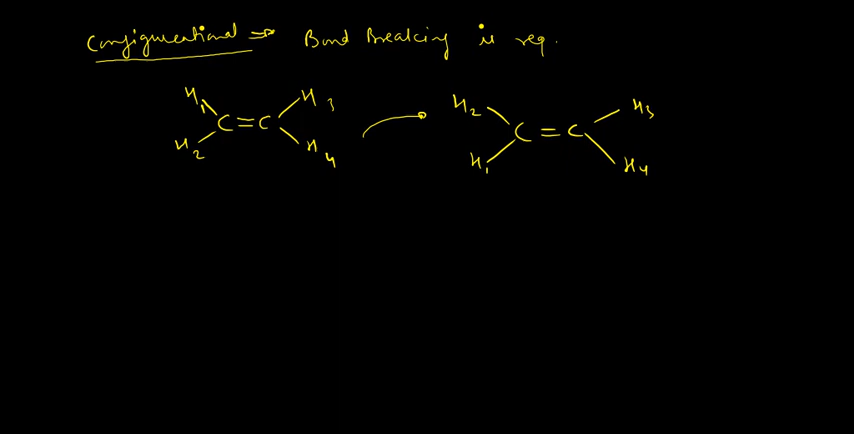 Configurational ⇒ Bond Breaking is req.
H1 H3 H2 H3
C = C C = C
H2 H4 H1 H4